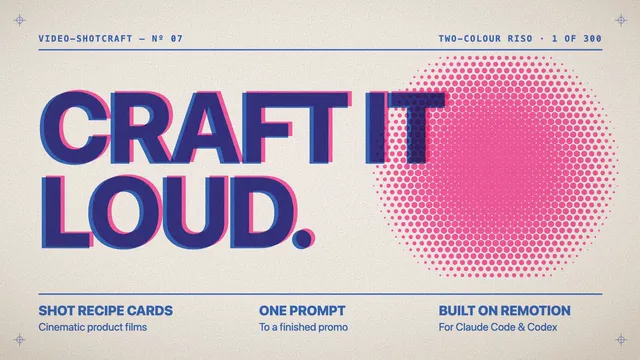 VIDEO-SHOTCRAFT — Nº 07
TWO-COLOUR RISO · 1 OF 300
CRAFT IT
LOUD.
SHOT RECIPE CARDS
Cinematic product films
ONE PROMPT
To a finished promo
BUILT ON REMOTION
For Claude Code & Codex